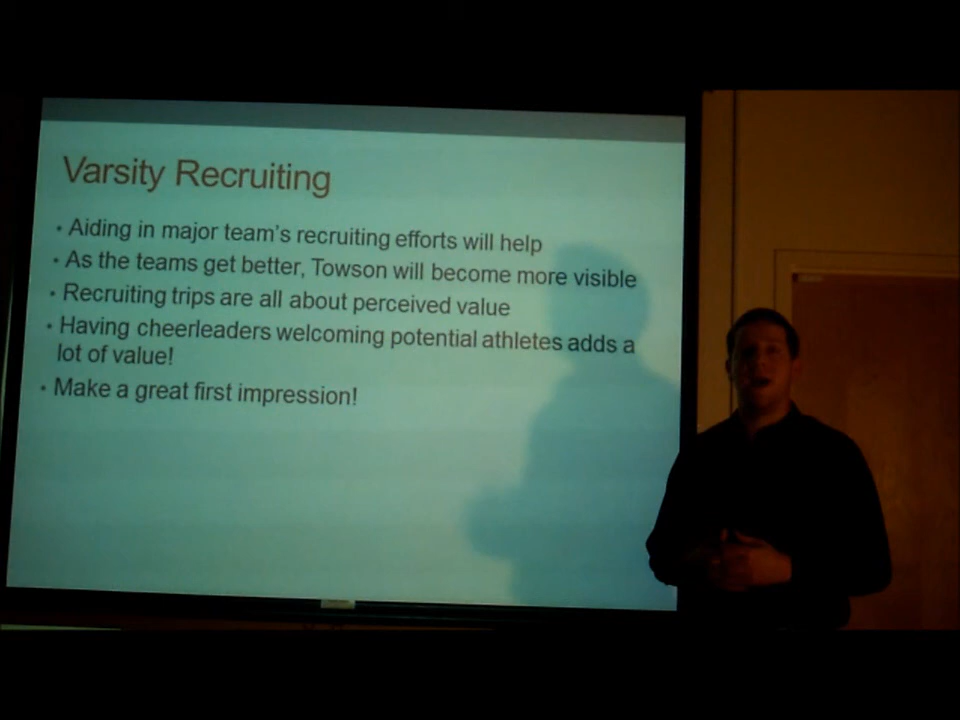 Varsity Recruiting
• Aiding in major team's recruiting efforts will help
• As the teams get better, Towson will become more visible
• Recruiting trips are all about perceived value
• Having cheerleaders welcoming potential athletes adds a
lot of value!
• Make a great first impression!